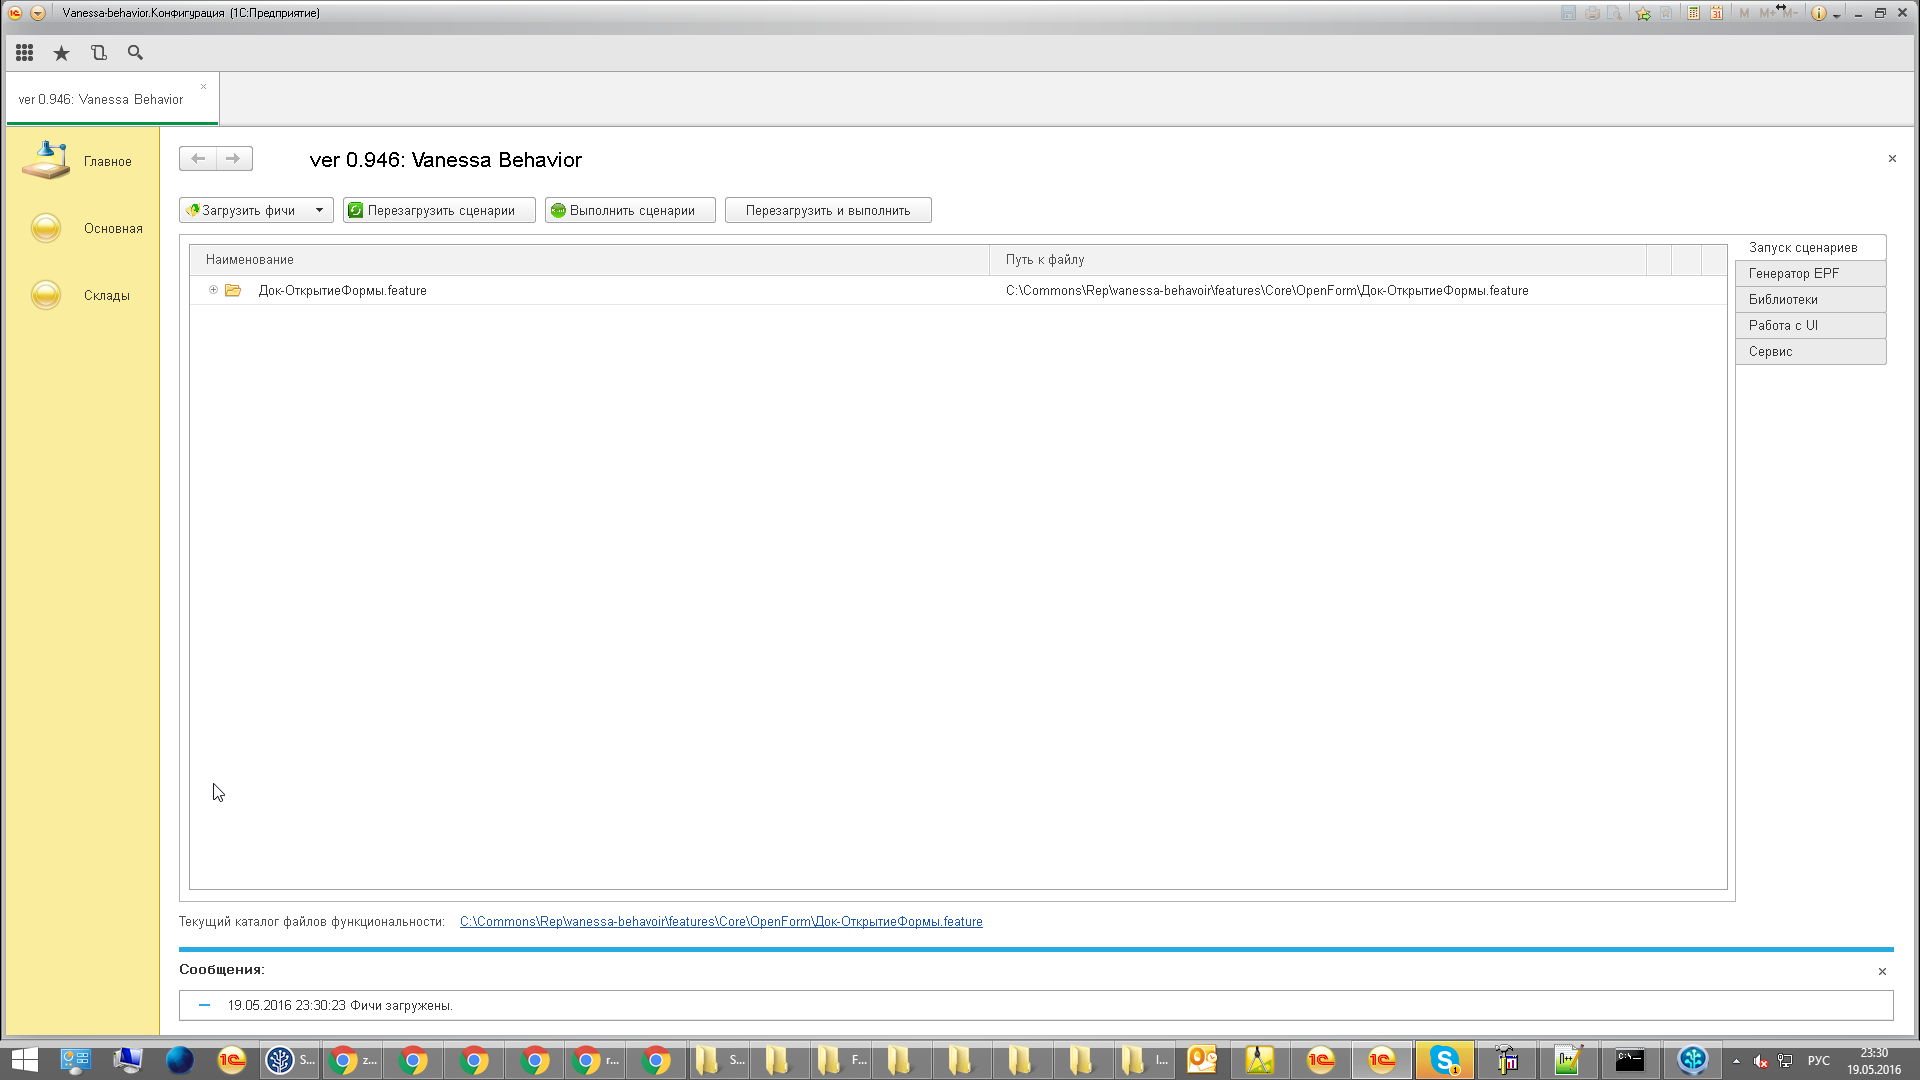 Vanessa-behavior.Конфигурация (1С:Предприятие)
31
M M+ M-
ver 0.946: Vanessa Behavior
Главное
Основная
Склады
ver 0.946: Vanessa Behavior
Загрузить фичи
Перезагрузить сценарии
Выполнить сценарии
Перезагрузить и выполнить
Наименование
Путь к файлу
Док-ОткрытиеФормы.feature
C:\Commons\Rep\vanessa-behavoir\features\Core\OpenForm\Док-ОткрытиеФормы.feature
Запуск сценариев
Генератор EPF
Библиотеки
Работа с UI
Сервис
Текущий каталог файлов функциональности:
C:\Commons\Rep\vanessa-behavoir\features\Core\OpenForm\Док-ОткрытиеФормы.feature
Сообщения:
19.05.2016 23:30:23 Фичи загружены.
S...
z...
r...
S...
F...
I...
РУС
23:30
19.05.2016